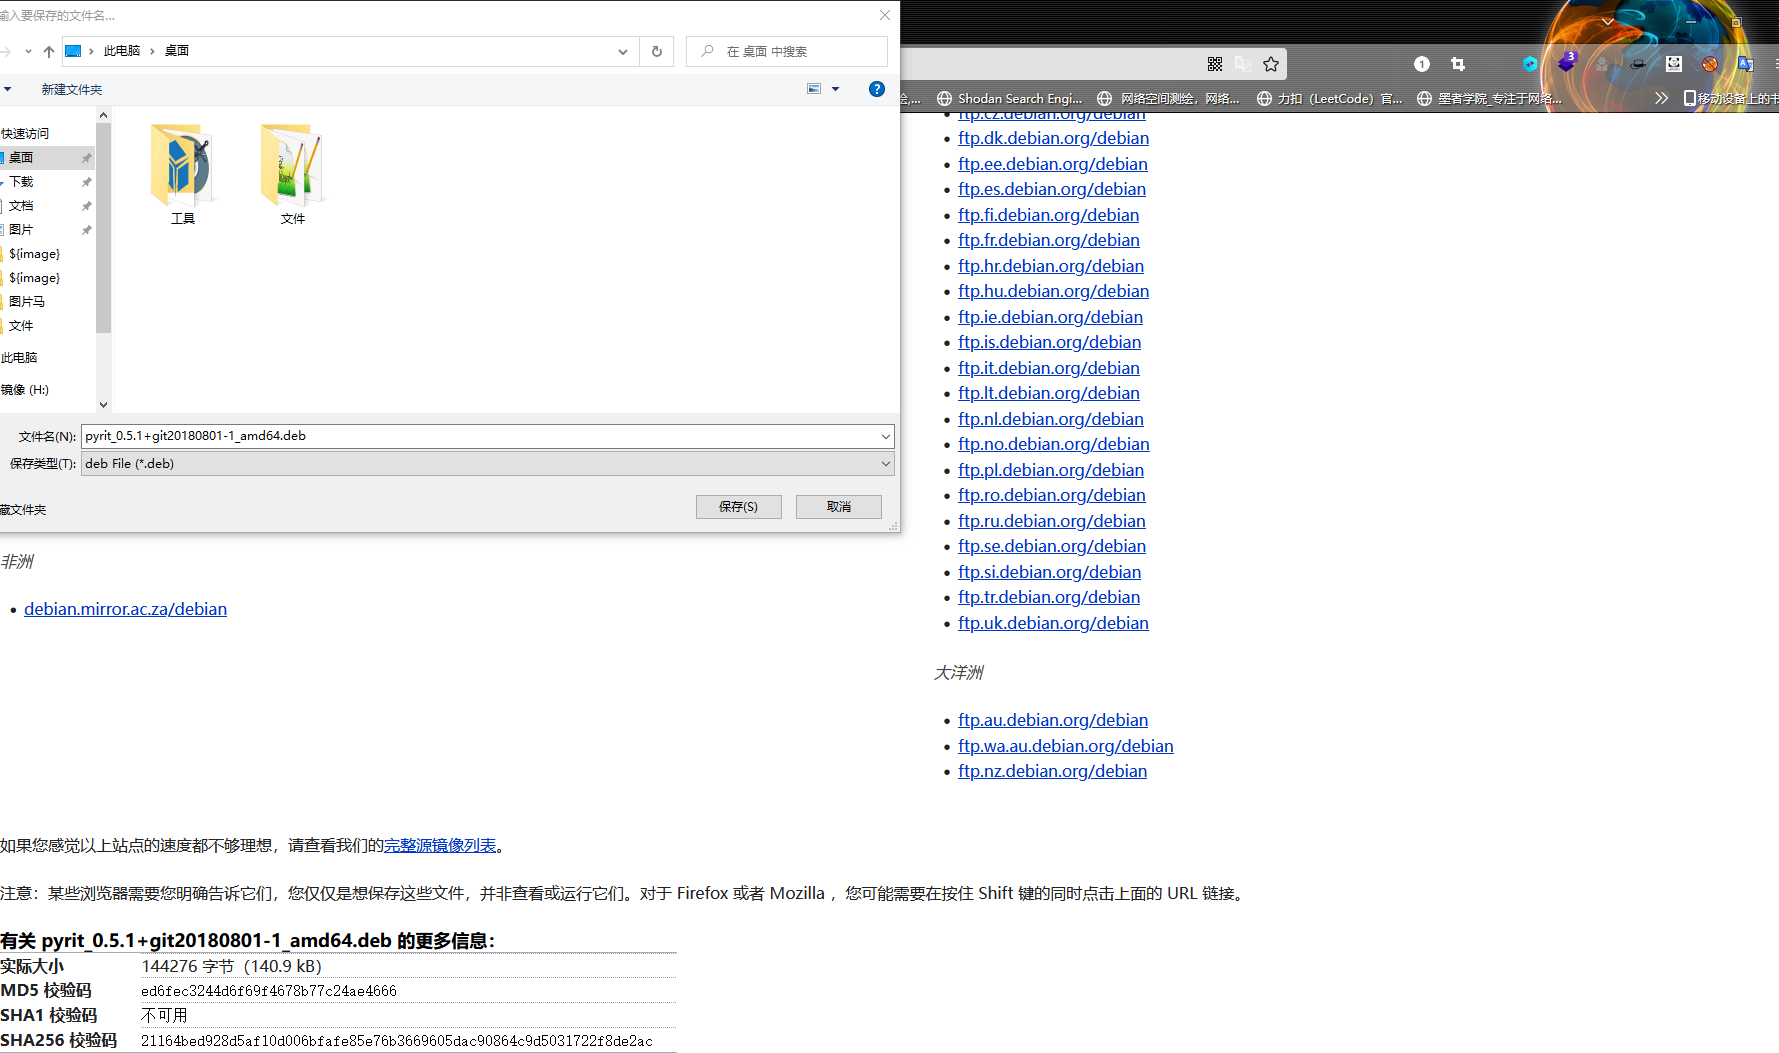 输入要保存的文件名...
此电脑 › 桌面
在 桌面 中搜索
新建文件夹
快速访问
桌面
下载
文档
图片
${image}
${image}
图片马
文件
此电脑
镜像 (H:)
工具
文件
文件名(N): pyrit_0.5.1+git20180801-1_amd64.deb
保存类型(T): deb File (*.deb)
藏文件夹
保存(S)
取消
1
3
绘,...
Shodan Search Engi...
网络空间测绘，网络...
力扣（LeetCode）官...
墨者学院_专注于网络...
移动设备上的书
ftp.cz.debian.org/debian
ftp.dk.debian.org/debian
ftp.ee.debian.org/debian
ftp.es.debian.org/debian
ftp.fi.debian.org/debian
ftp.fr.debian.org/debian
ftp.hr.debian.org/debian
ftp.hu.debian.org/debian
ftp.ie.debian.org/debian
ftp.is.debian.org/debian
ftp.it.debian.org/debian
ftp.lt.debian.org/debian
ftp.nl.debian.org/debian
ftp.no.debian.org/debian
ftp.pl.debian.org/debian
ftp.ro.debian.org/debian
ftp.ru.debian.org/debian
ftp.se.debian.org/debian
ftp.si.debian.org/debian
ftp.tr.debian.org/debian
ftp.uk.debian.org/debian
非洲
debian.mirror.ac.za/debian
大洋洲
ftp.au.debian.org/debian
ftp.wa.au.debian.org/debian
ftp.nz.debian.org/debian
如果您感觉以上站点的速度都不够理想，请查看我们的完整源镜像列表。
注意：某些浏览器需要您明确告诉它们，您仅仅是想保存这些文件，并非查看或运行它们。对于 Firefox 或者 Mozilla ，您可能需要在按住 Shift 键的同时点击上面的 URL 链接。
有关 pyrit_0.5.1+git20180801-1_amd64.deb 的更多信息：
实际大小 144276 字节（140.9 kB）
MD5 校验码 ed6fec3244d6f69f4678b77c24ae4666
SHA1 校验码 不可用
SHA256 校验码 21164bed928d5af10d006bfafe85e76b3669605dac90864c9d5031722f8de2ac